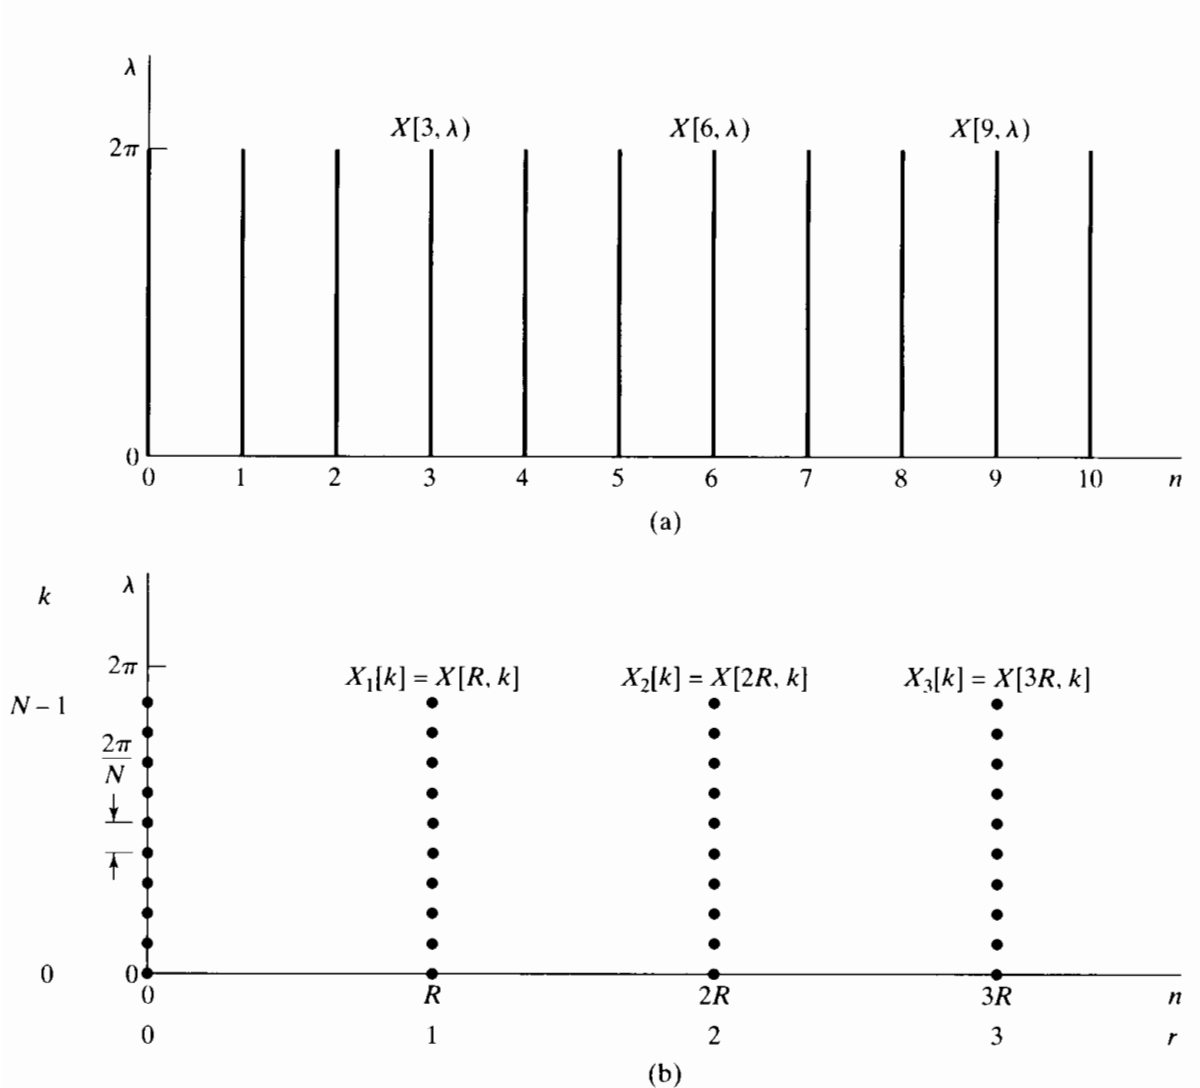 λ
X[3, λ) X[6, λ) X[9, λ)
2π
0
0 1 2 3 4 5 6 7 8 9 10 n
(a)
k λ
2π
X₁[k] = X[R, k] X₂[k] = X[2R, k] X₃[k] = X[3R, k]
N – 1
2π
N
0 0
0 R 2R 3R n
0 1 2 3 r
(b)